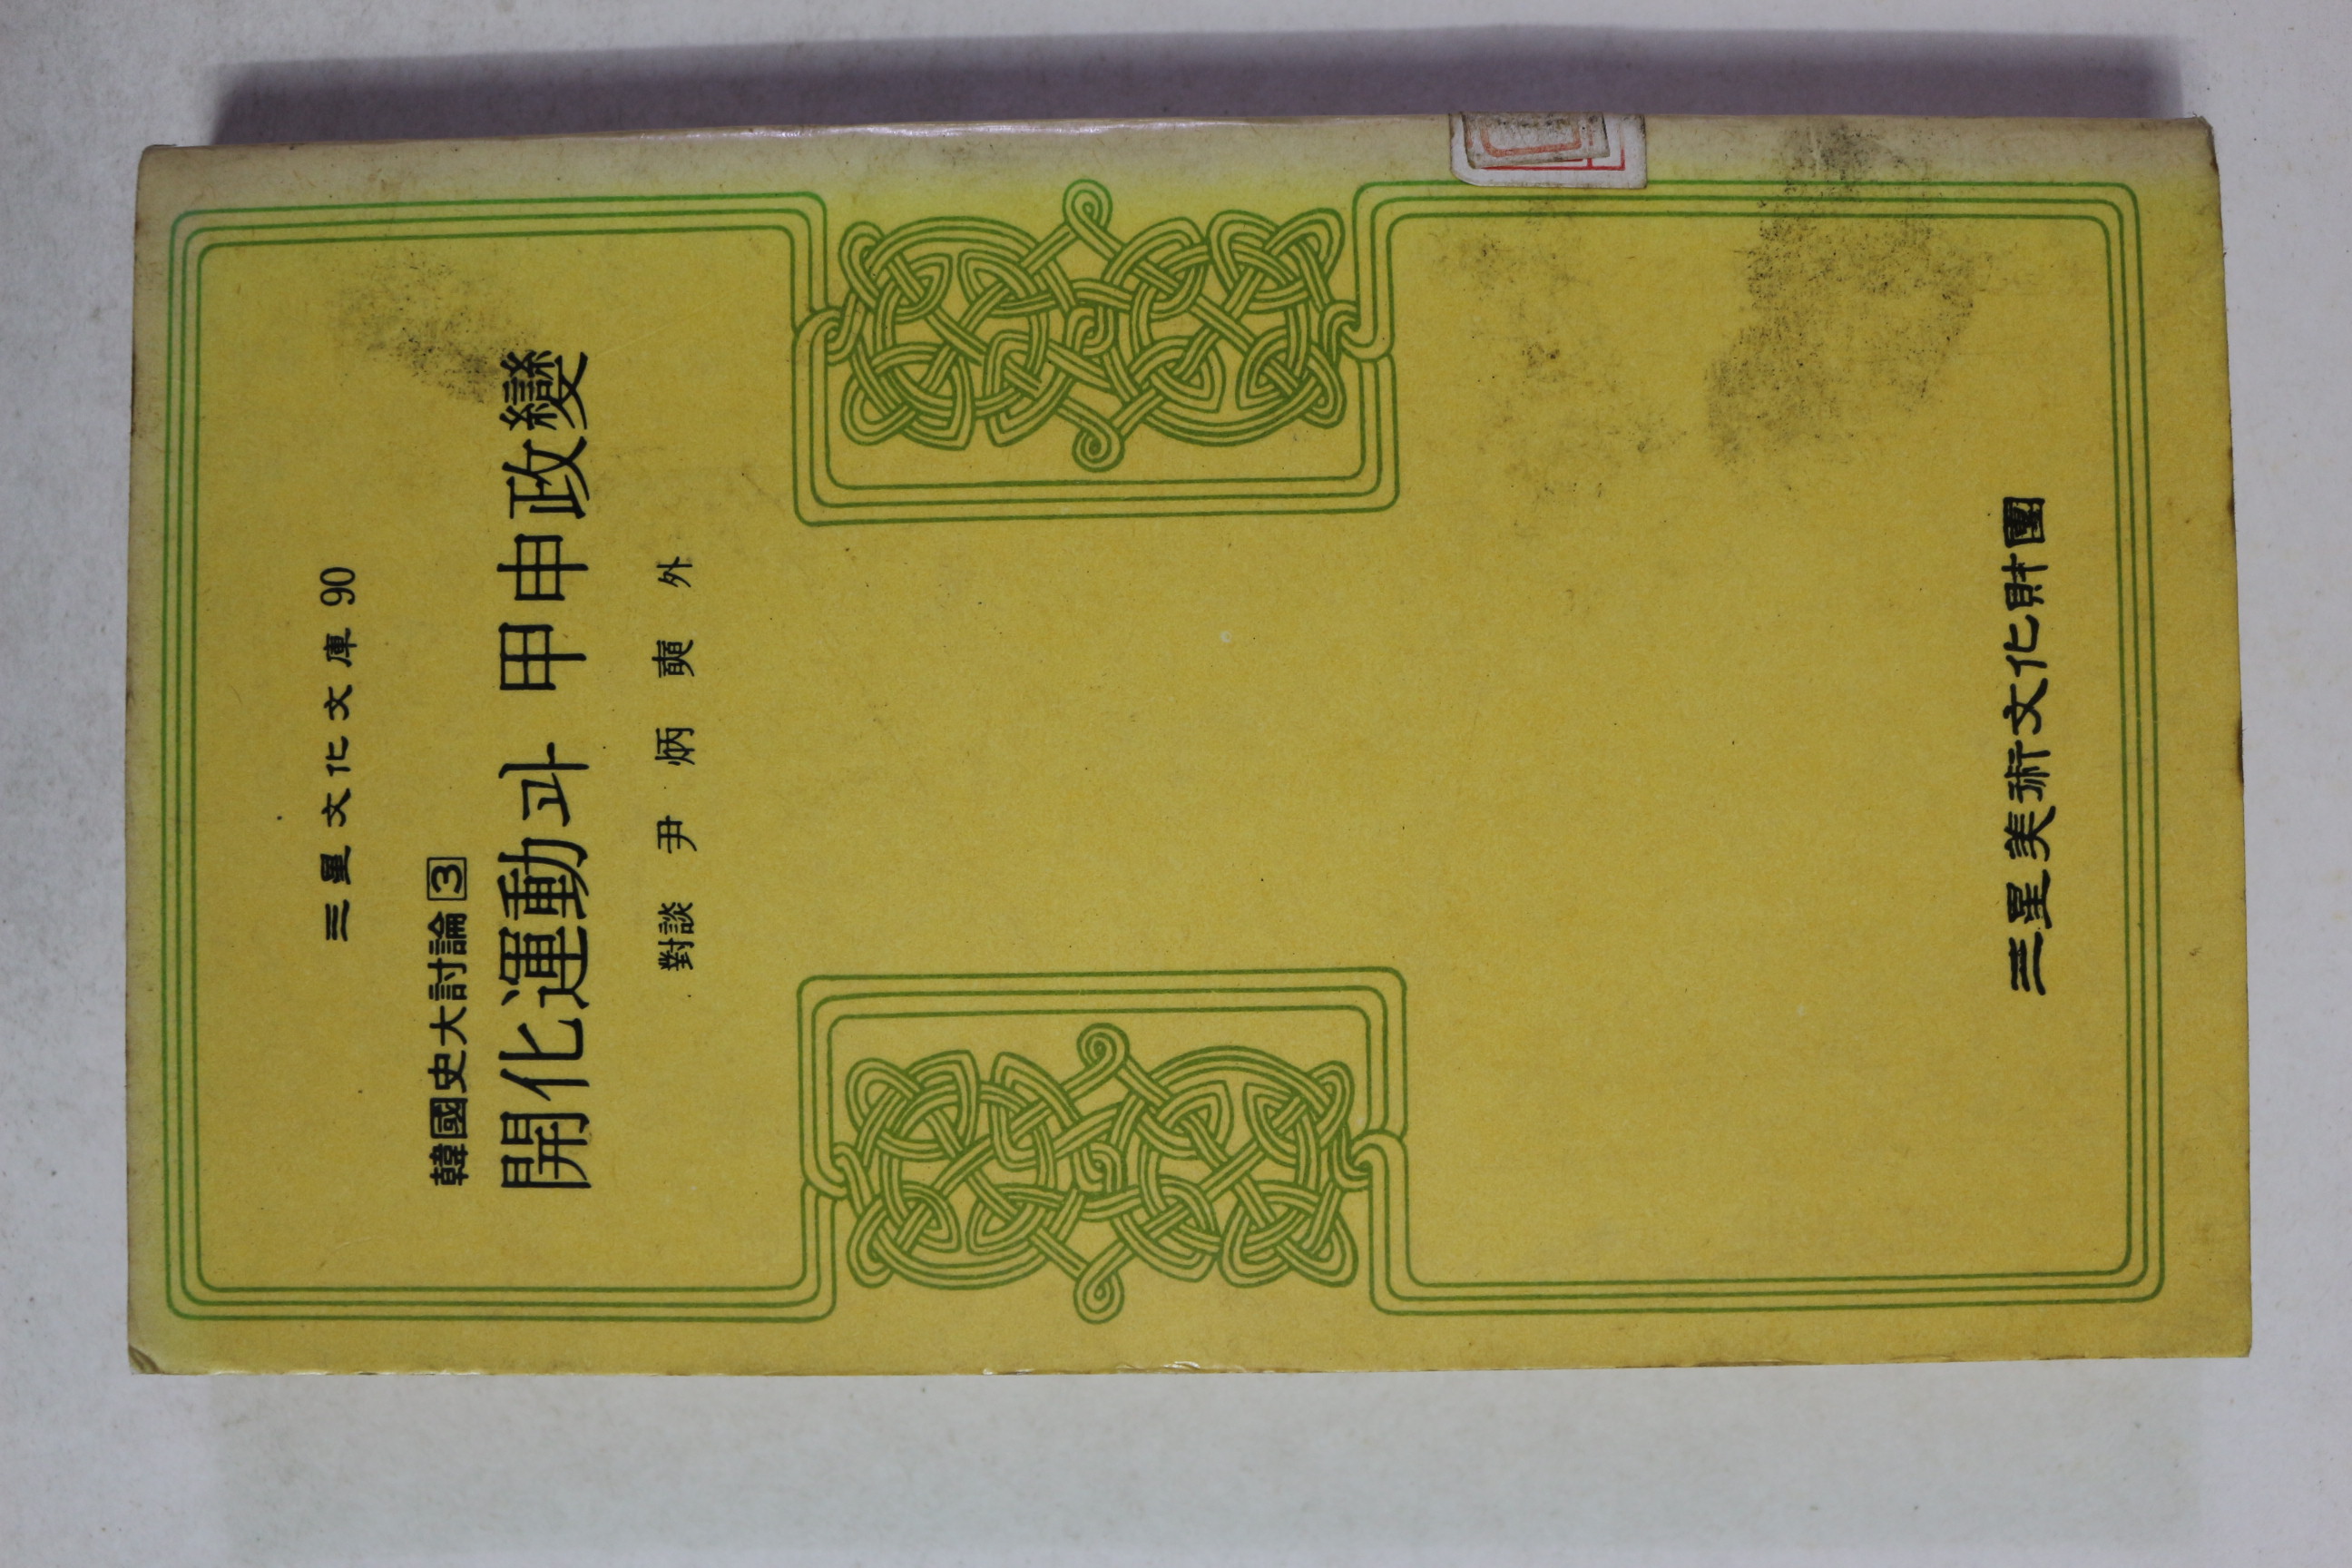 三星文化文庫 90
韓國史大討論 3
開化運動과 甲申政變
對談 尹炳奭 外
三星美術文化財團